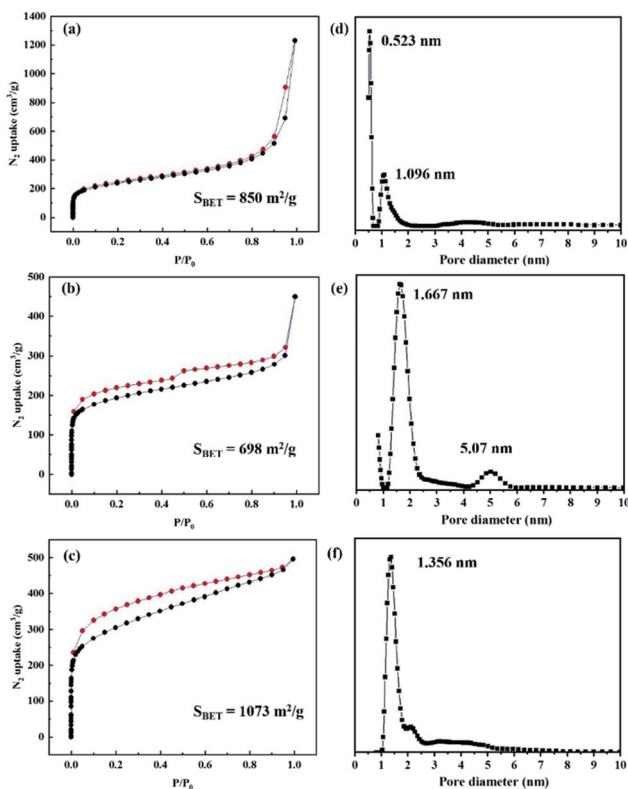 (a)
1400
1200
1000
800
600
400
200
0
N₂ uptake (cm³/g)
S_BET = 850 m²/g
0.0 0.2 0.4 0.6 0.8 1.0
P/P₀
(d)
0.523 nm
1.096 nm
0 1 2 3 4 5 6 7 8 9 10
Pore diameter (nm)
(b)
500
400
300
200
100
0
N₂ uptake (cm³/g)
S_BET = 698 m²/g
0.0 0.2 0.4 0.6 0.8 1.0
P/P₀
(e)
1.667 nm
5.07 nm
0 1 2 3 4 5 6 7 8 9 10
Pore diameter (nm)
(c)
500
400
300
200
100
0
N₂ uptake (cm³/g)
S_BET = 1073 m²/g
0.0 0.2 0.4 0.6 0.8 1.0
P/P₀
(f)
1.356 nm
0 1 2 3 4 5 6 7 8 9 10
Pore diameter (nm)